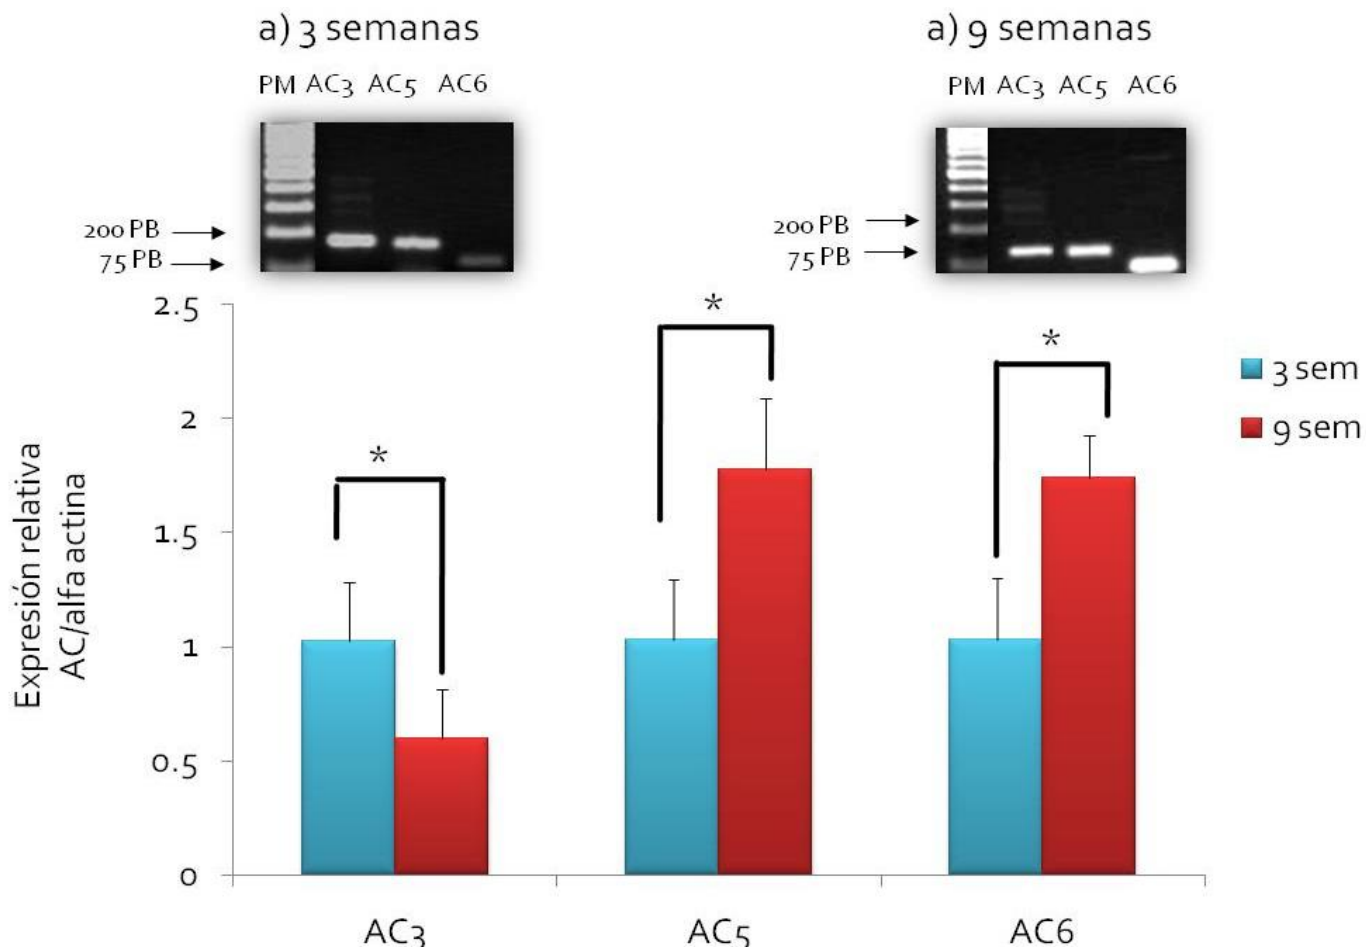 a) 3 semanas
PM AC3 AC5 AC6
200 PB
75 PB
a) 9 semanas
PM AC3 AC5 AC6
200 PB
75 PB
Expresión relativa
AC/alfa actina
2.5
2
1.5
1
0.5
0
*
*
*
3 sem
9 sem
AC3 AC5 AC6